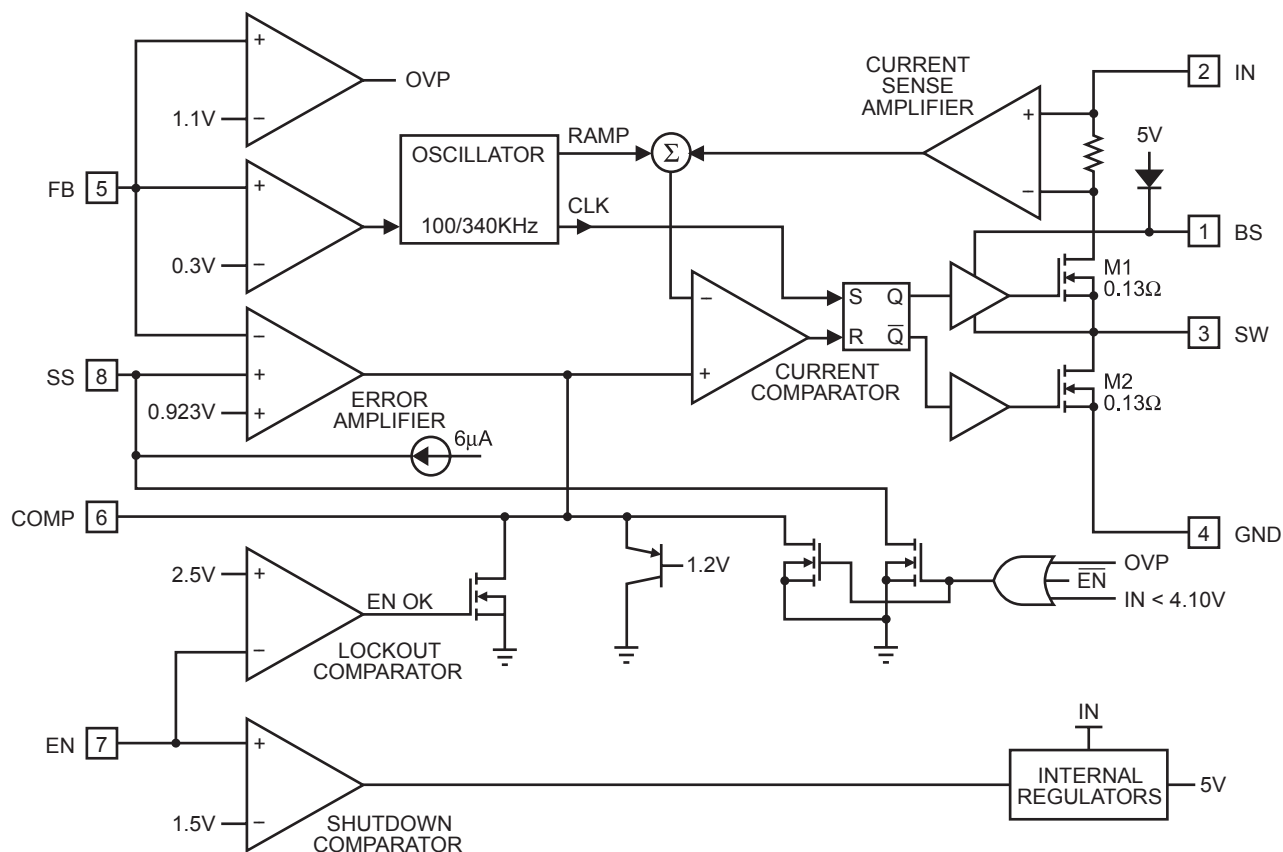 OVP
1.1V
CURRENT
SENSE
AMPLIFIER
2 IN
+
−
5V
RAMP
Σ
OSCILLATOR
100/340KHz
CLK
FB 5
+
−
0.3V
+
−
1 BS
M1
0.13Ω
S Q
R Q̅
−
+
CURRENT
COMPARATOR
3 SW
M2
0.13Ω
SS 8
−
+
+
0.923V
ERROR
AMPLIFIER
6µA
COMP 6
4 GND
1.2V
OVP
E̅N̅
IN < 4.10V
2.5V
+
−
EN OK
LOCKOUT
COMPARATOR
EN 7
+
−
1.5V
SHUTDOWN
COMPARATOR
IN
INTERNAL
REGULATORS
5V